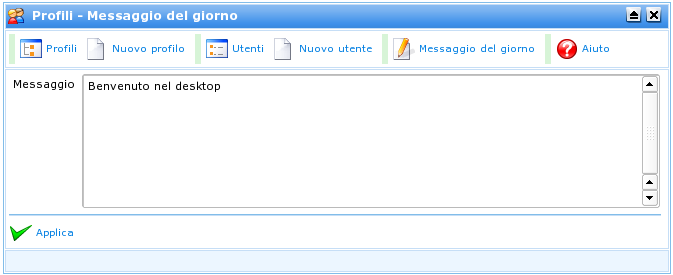 Profili - Messaggio del giorno
Profili Nuovo profilo Utenti Nuovo utente Messaggio del giorno Aiuto
Messaggio Benvenuto nel desktop
Applica